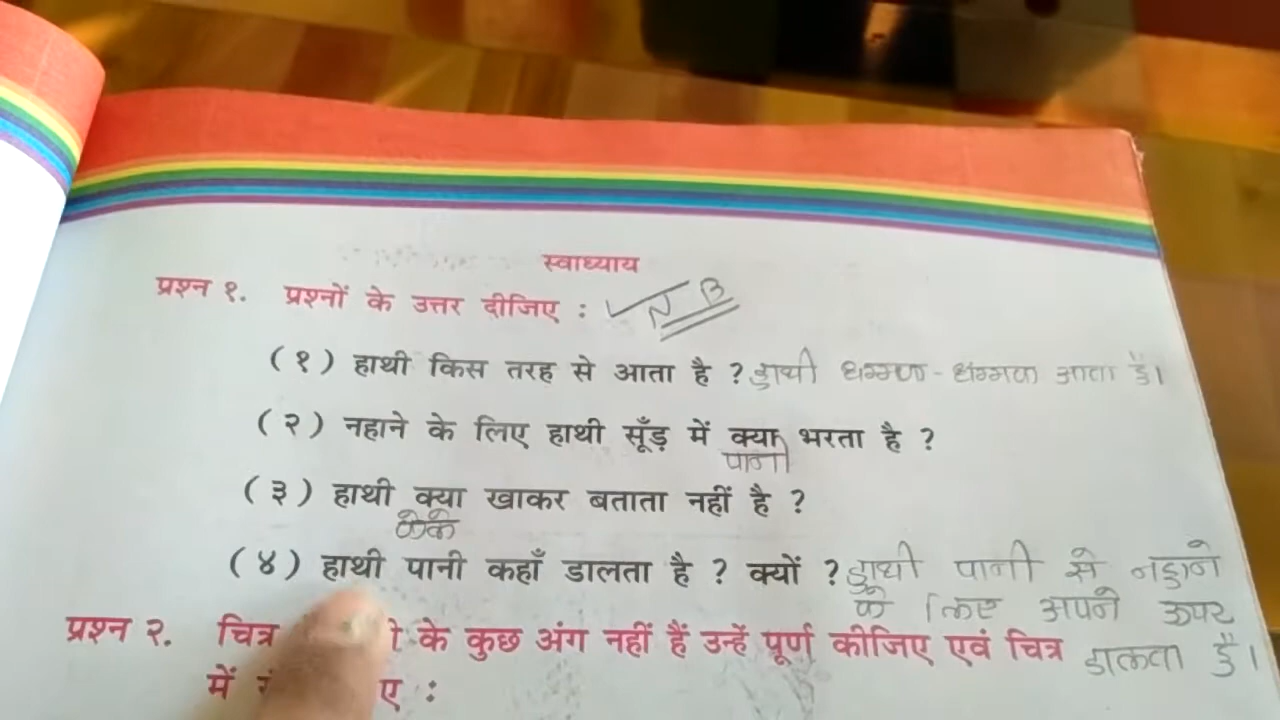 स्वाध्याय
प्रश्न १. प्रश्नों के उत्तर दीजिए : N B
(१) हाथी किस तरह से आता है ? हाथी धम्मक - धम्मक आता है।
(२) नहाने के लिए हाथी सूँड़ में क्या भरता है ?
पानी
(३) हाथी क्या खाकर बताता नहीं है ?
केले
(४) हाथी पानी कहाँ डालता है ? क्यों ? हाथी पानी से नहाने
के लिए अपने ऊपर
प्रश्न २. चित्र के कुछ अंग नहीं हैं उन्हें पूर्ण कीजिए एवं चित्र डालता है।
में :